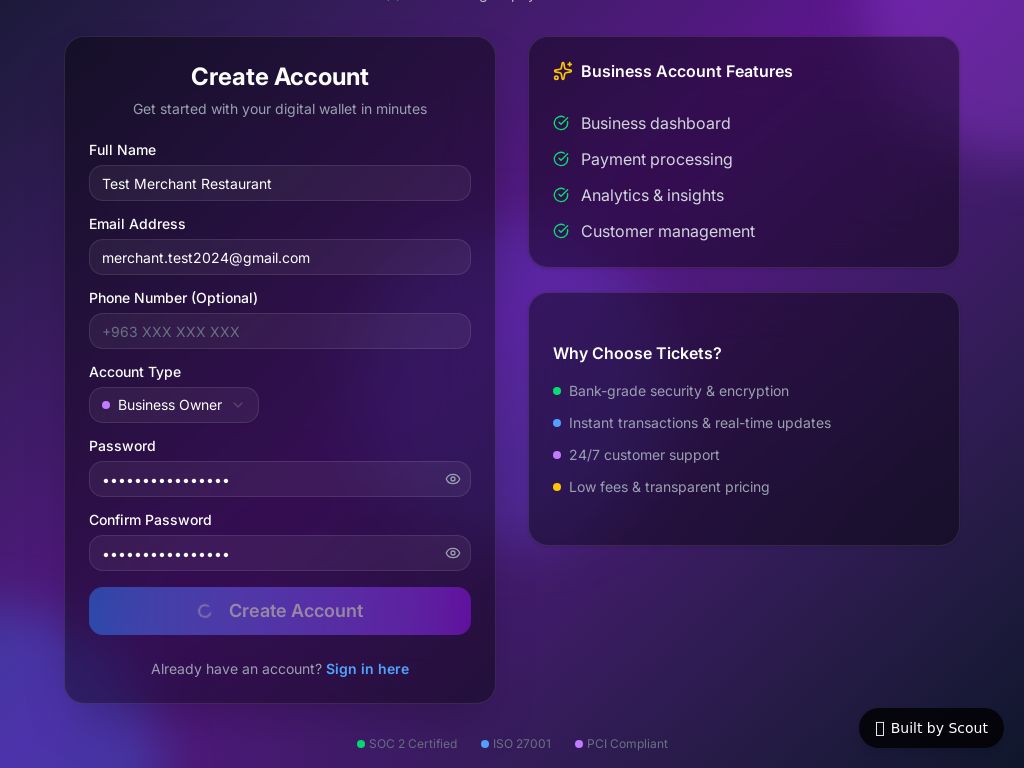 Create Account
Get started with your digital wallet in minutes
Full Name
Test Merchant Restaurant
Email Address
merchant.test2024@gmail.com
Phone Number (Optional)
+963 XXX XXX XXX
Account Type
Business Owner
Password
••••••••••••••••
Confirm Password
••••••••••••••••
Create Account
Already have an account? Sign in here
Business Account Features
Business dashboard
Payment processing
Analytics & insights
Customer management
Why Choose Tickets?
Bank-grade security & encryption
Instant transactions & real-time updates
24/7 customer support
Low fees & transparent pricing
SOC 2 Certified
ISO 27001
PCI Compliant
Built by Scout